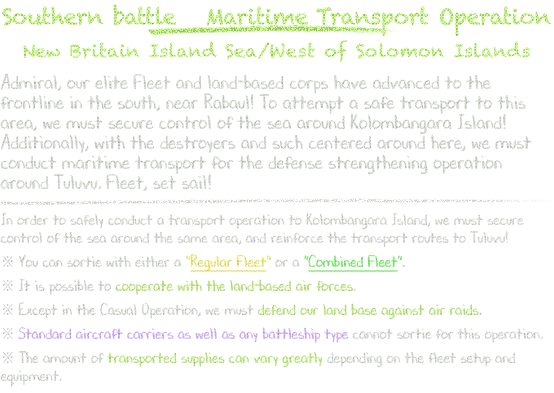 Southern battle Maritime Transport Operation
New Britain Island Sea/West of Solomon Islands
Admiral, our elite fleet and land-based corps have advanced to the
frontline in the south, near Rabaul! To attempt a safe transport to this
area, we must secure control of the sea around Kolombangara Island!
Additionally, with the destroyers and such centered around here, we must
conduct maritime transport for the defense strengthening operation
around Tuluvu. Fleet, set sail!
In order to safely conduct a transport operation to Kolombangara Island, we must secure
control of the sea around the same area, and reinforce the transport routes to Tuluvu!
※ You can sortie with either a "Regular Fleet" or a "Combined Fleet".
※ It is possible to cooperate with the land-based air forces.
※ Except in the Casual Operation, we must defend our land base against air raids.
※ Standard aircraft carriers as well as any battleship type cannot sortie for this operation.
※ The amount of transported supplies can vary greatly depending on the fleet setup and
equipment.